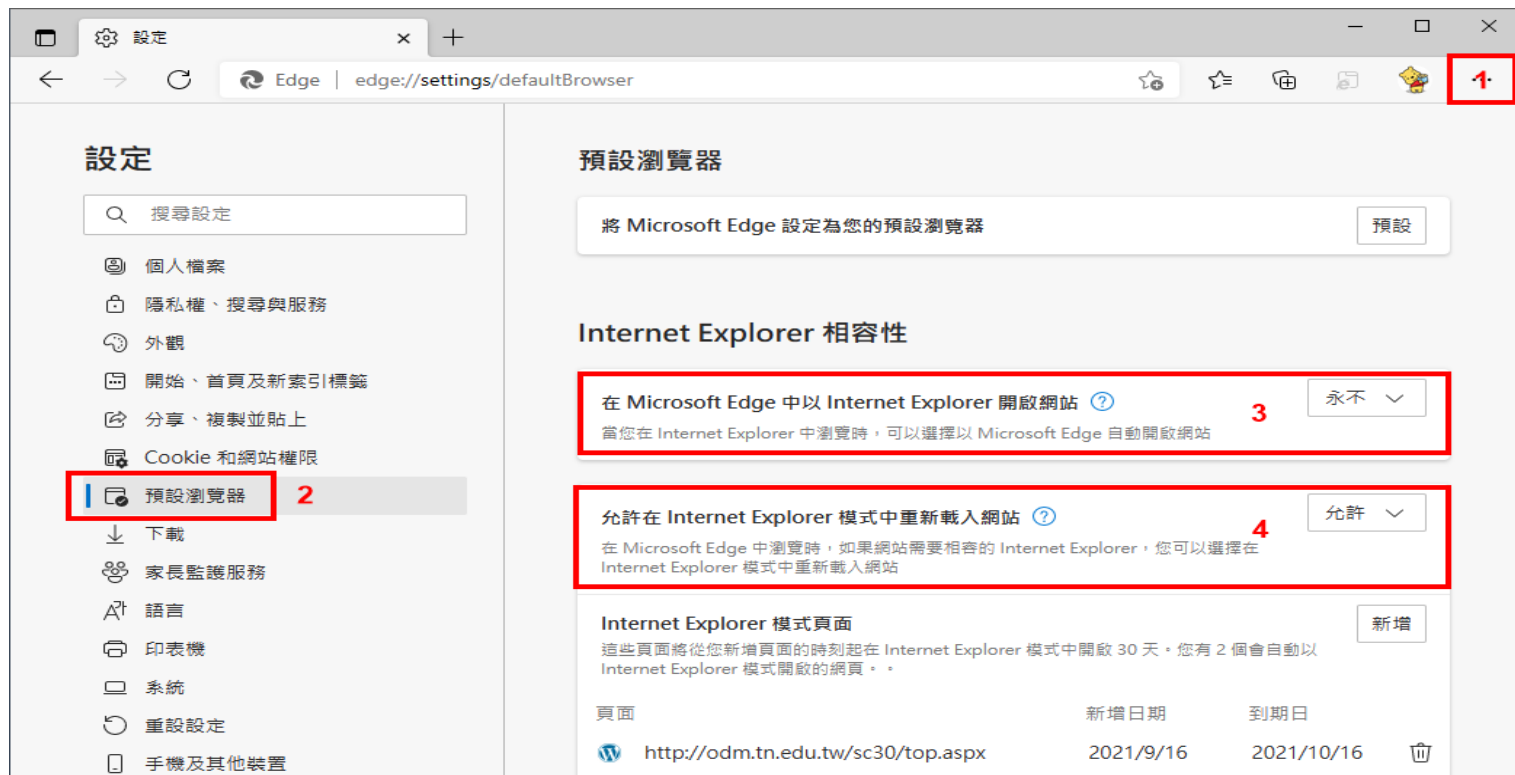 設定
Edge | edge://settings/defaultBrowser
1
設定
搜尋設定
個人檔案
隱私權、搜尋與服務
外觀
開始、首頁及新索引標籤
分享、複製並貼上
Cookie 和網站權限
預設瀏覽器 2
下載
家長監護服務
語言
印表機
系統
重設設定
手機及其他裝置
預設瀏覽器
將 Microsoft Edge 設定為您的預設瀏覽器 預設
Internet Explorer 相容性
在 Microsoft Edge 中以 Internet Explorer 開啟網站 3 永不
當您在 Internet Explorer 中瀏覽時，可以選擇以 Microsoft Edge 自動開啟網站
允許在 Internet Explorer 模式中重新載入網站 4 允許
在 Microsoft Edge 中瀏覽時，如果網站需要相容的 Internet Explorer，您可以選擇在
Internet Explorer 模式中重新載入網站
Internet Explorer 模式頁面 新增
這些頁面將從您新增頁面的時刻起在 Internet Explorer 模式中開啟 30 天。您有 2 個會自動以
Internet Explorer 模式開啟的網頁。。
頁面 新增日期 到期日
http://odm.tn.edu.tw/sc30/top.aspx 2021/9/16 2021/10/16